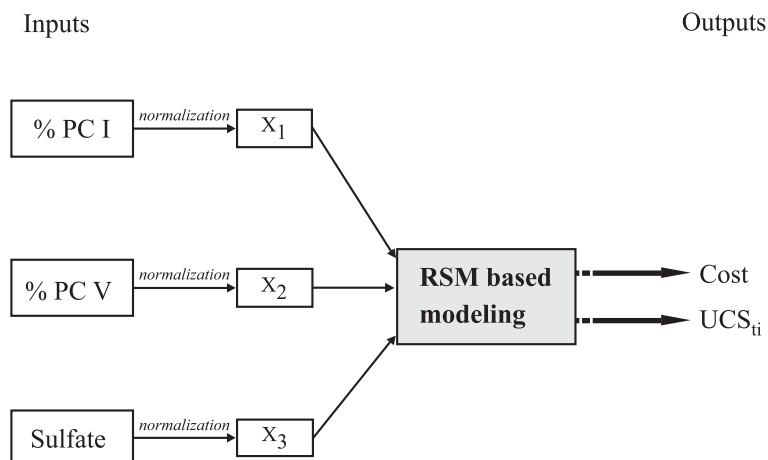 Inputs
Outputs
% PC I
normalization
X1
% PC V
normalization
X2
Sulfate
normalization
X3
RSM based
modeling
Cost
UCSti